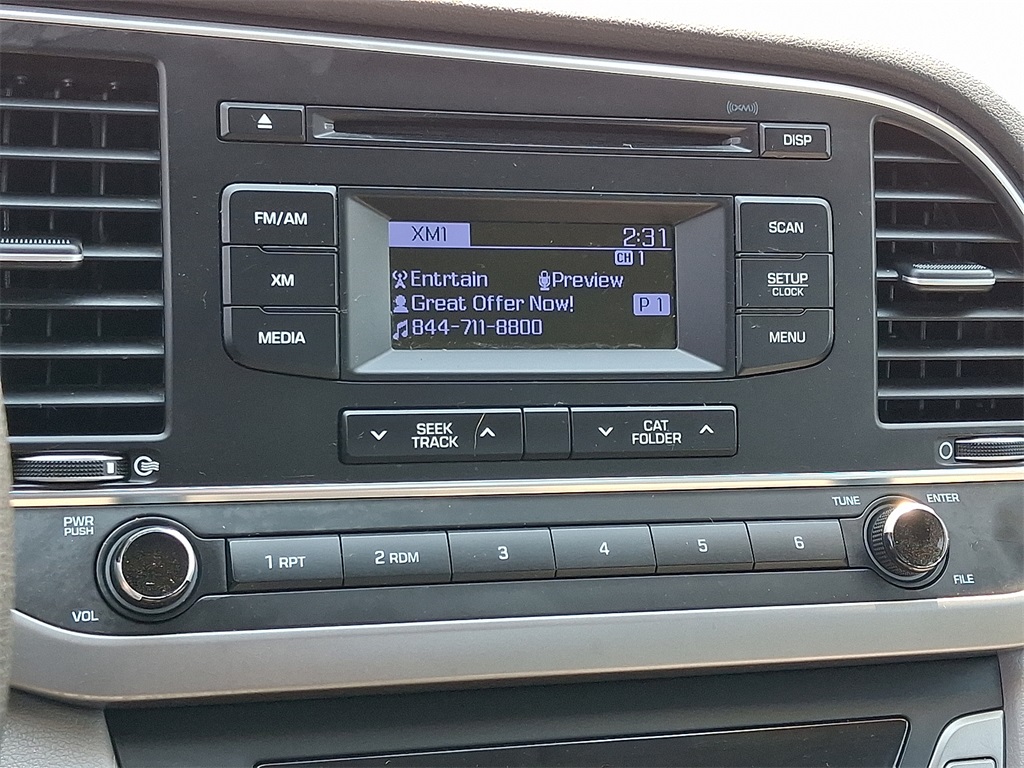 ((XM))
DISP
FM/AM
XM
MEDIA
XM1 2:31
CH 1
Entrtain Preview
Great Offer Now! P 1
844-711-8800
SCAN
SETUP
CLOCK
MENU
SEEK
TRACK
CAT
FOLDER
PWR
PUSH
VOL
1 RPT
2 RDM
3
4
5
6
TUNE
ENTER
FILE